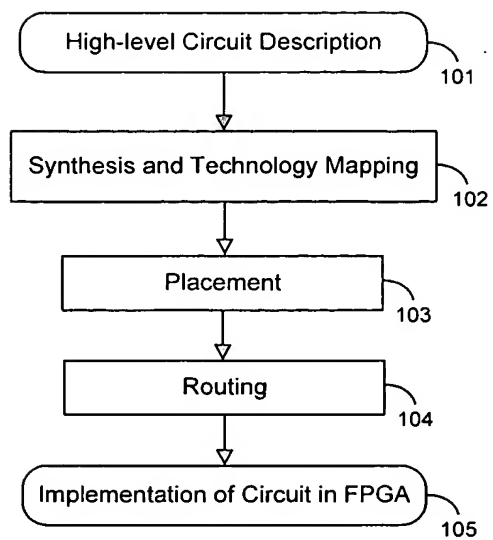 High-level Circuit Description
101
Synthesis and Technology Mapping
102
Placement
103
Routing
104
Implementation of Circuit in FPGA
105